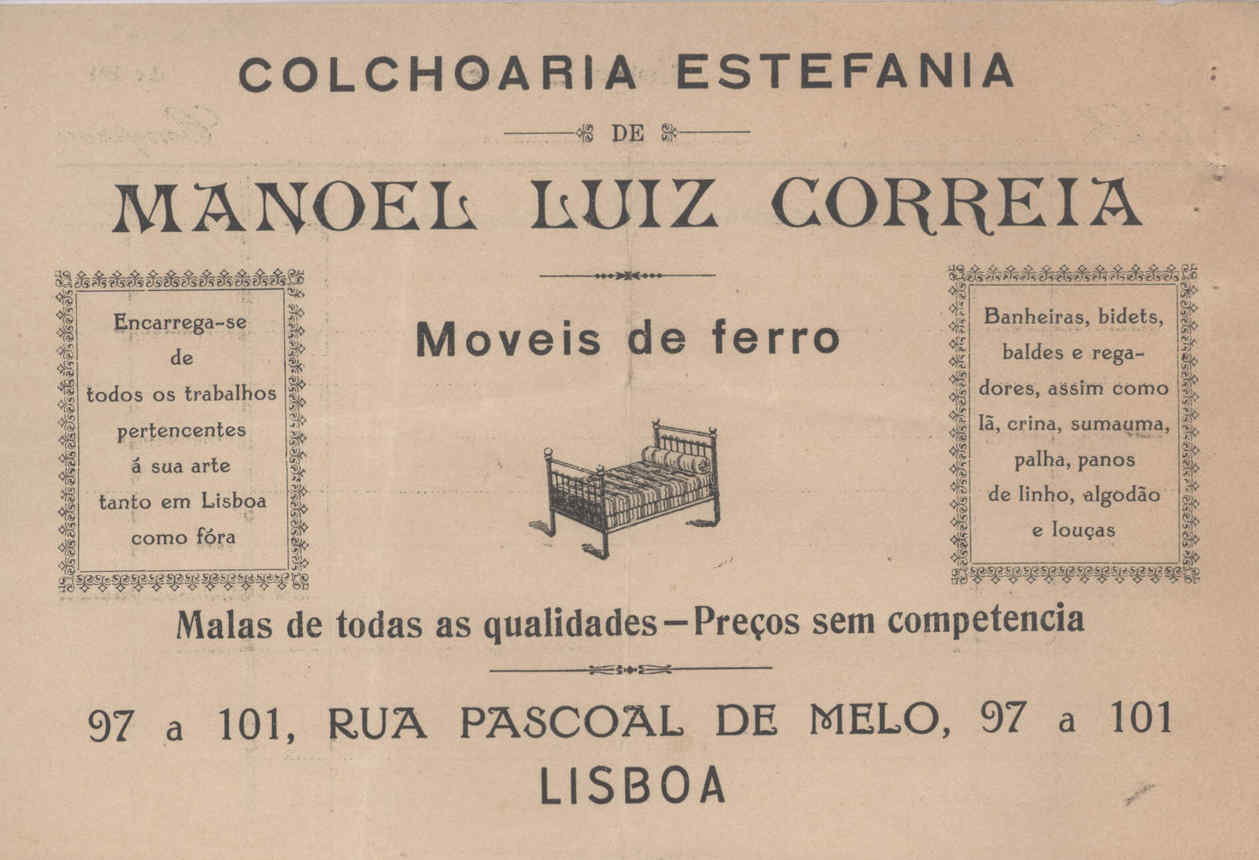 COLCHOARIA ESTEFANIA
DE
MANOEL LUIZ CORREIA
Encarrega-se
de
todos os trabalhos
pertencentes
á sua arte
tanto em Lisboa
como fóra
Moveis de ferro
Banheiras, bidets,
baldes e rega-
dores, assim como
lã, crina, sumauma,
palha, panos
de linho, algodão
e louças
Malas de todas as qualidades—Preços sem competencia
97 a 101, RUA PASCOAL DE MELO, 97 a 101
LISBOA